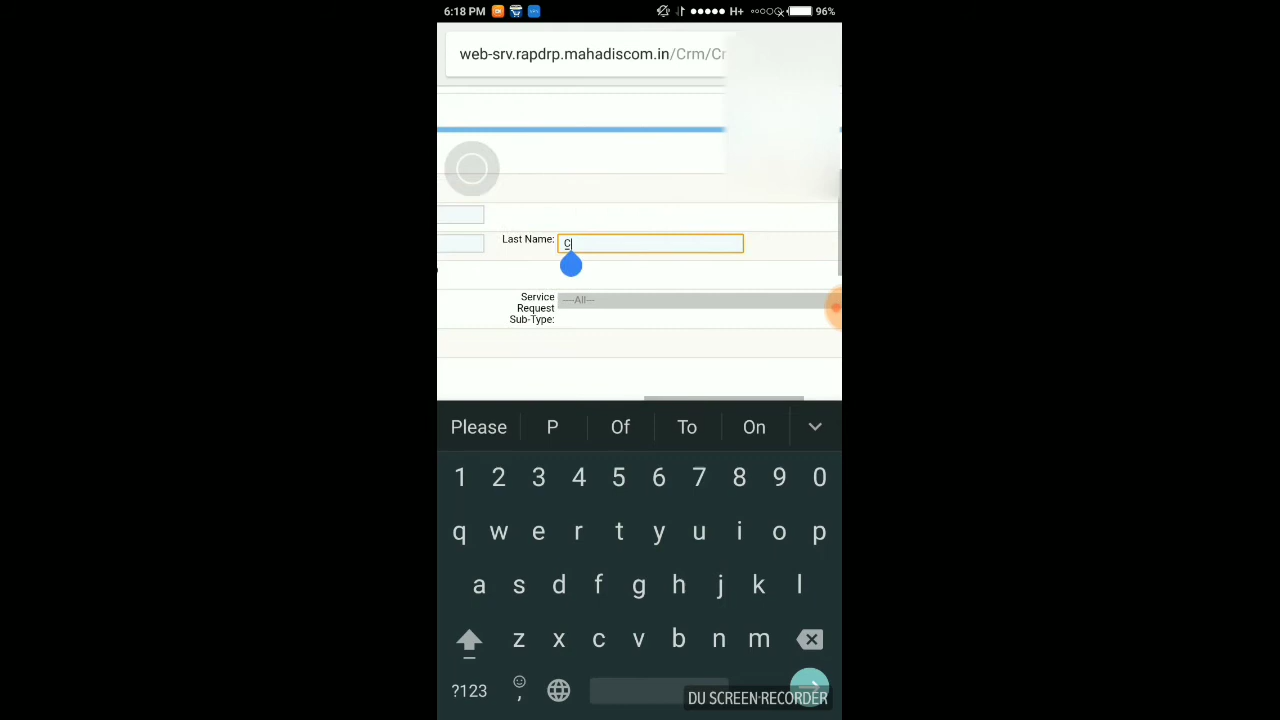 6:18 PM H+ 96%
web-srv.rapdrp.mahadiscom.in/Crm/Cr
Last Name: C
Service Request Sub-Type: ----All---
Please P Of To On
1 2 3 4 5 6 7 8 9 0
q w e r t y u i o p
a s d f g h j k l
z x c v b n m
?123 ,
DU SCREEN RECORDER